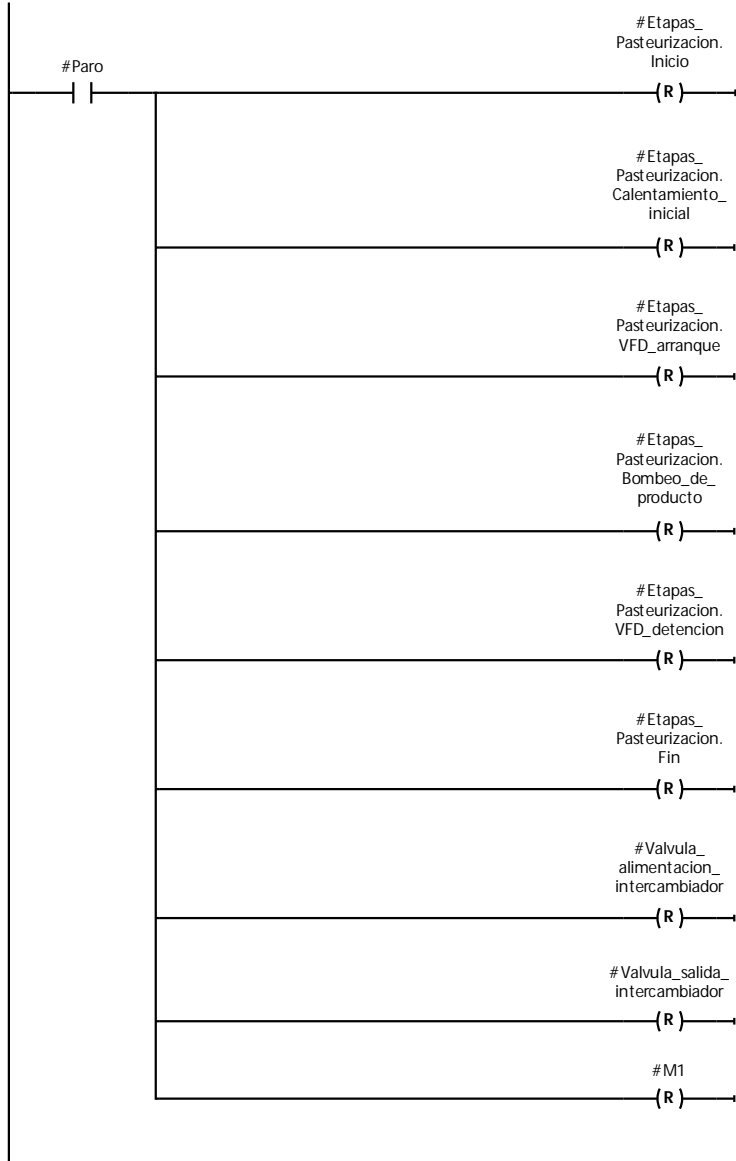 #Etapas_
Pasteurizacion.
Inicio
#Paro
( R )
#Etapas_
Pasteurizacion.
Calentamiento_
inicial
( R )
#Etapas_
Pasteurizacion.
VFD_arranque
( R )
#Etapas_
Pasteurizacion.
Bombeo_de_
producto
( R )
#Etapas_
Pasteurizacion.
VFD_detencion
( R )
#Etapas_
Pasteurizacion.
Fin
( R )
#Valvula_
alimentacion_
intercambiador
( R )
#Valvula_salida_
intercambiador
( R )
#M1
( R )